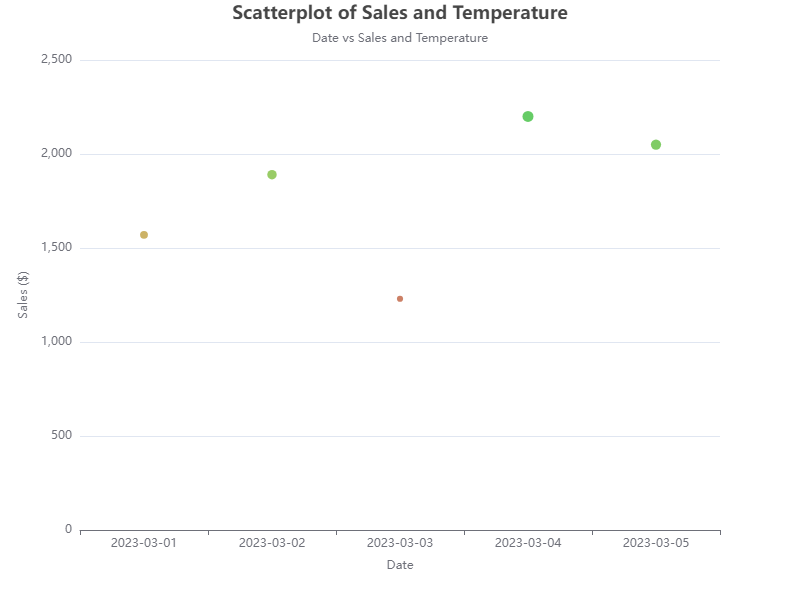 Scatterplot of Sales and Temperature
Date vs Sales and Temperature
2,500
2,000
1,500
1,000
500
0
Sales ($)
2023-03-01 2023-03-02 2023-03-03 2023-03-04 2023-03-05
Date